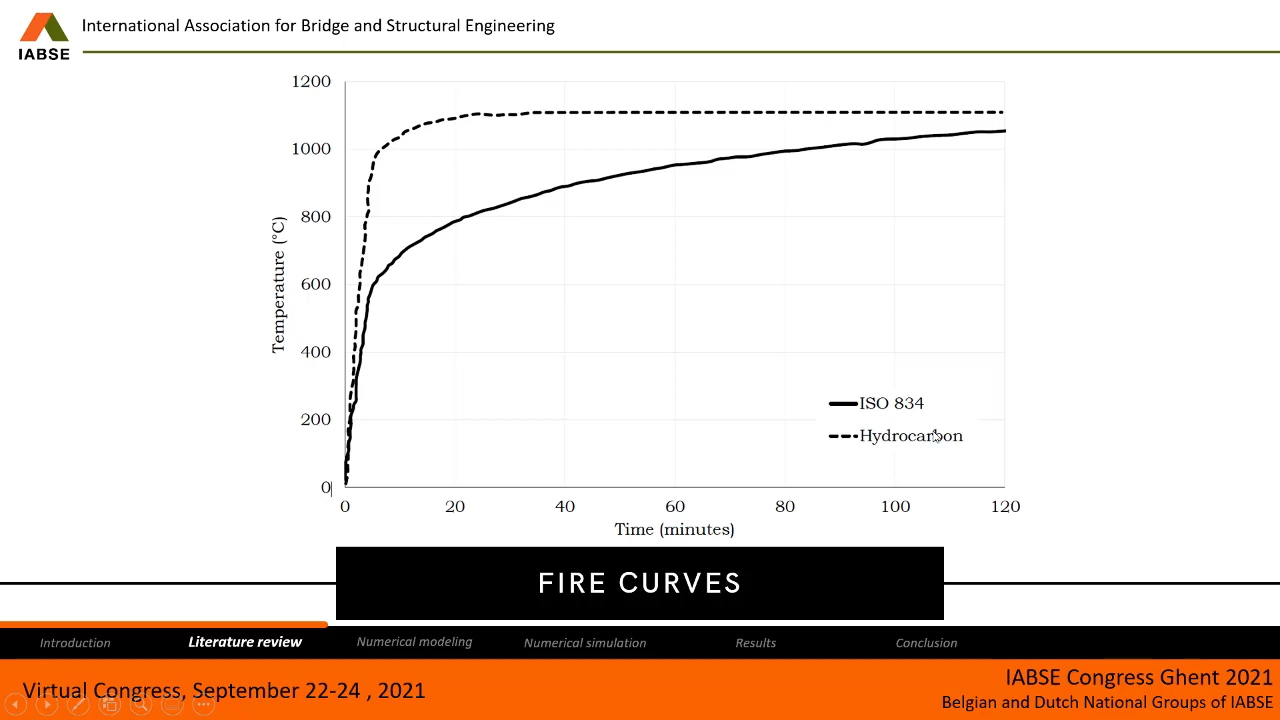 International Association for Bridge and Structural Engineering
IABSE
1200
1000
800
600
400
200
0
Temperature (°C)
ISO 834
Hydrocarbon
0 20 40 60 80 100 120
Time (minutes)
FIRE CURVES
Introduction Literature review Numerical modeling Numerical simulation Results Conclusion
Virtual Congress, September 22-24 , 2021
IABSE Congress Ghent 2021
Belgian and Dutch National Groups of IABSE